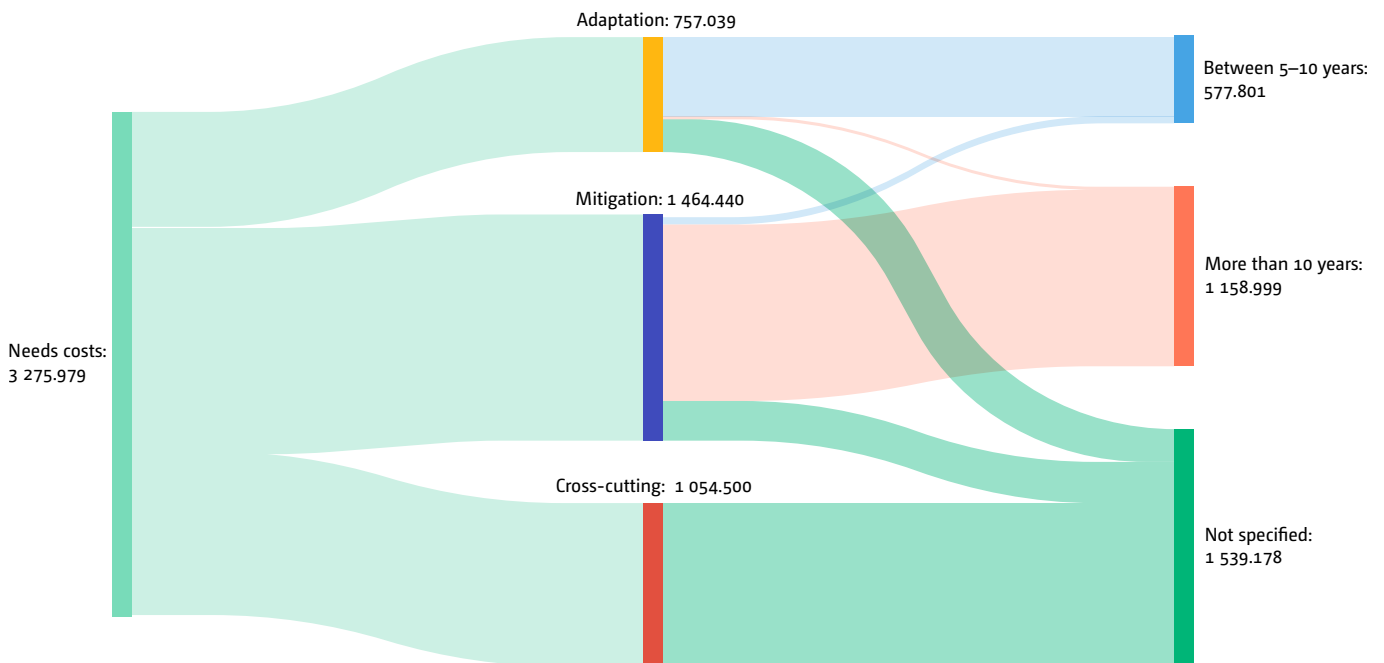 Adaptation: 757.039
Between 5–10 years:
577.801
Mitigation: 1 464.440
More than 10 years:
1 158.999
Needs costs:
3 275.979
Cross-cutting: 1 054.500
Not specified:
1 539.178